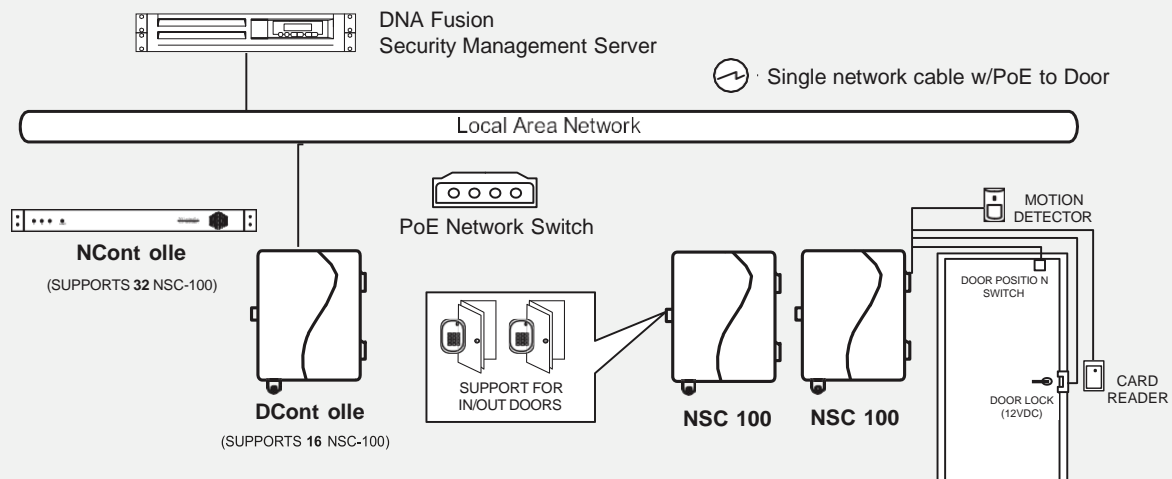 DNA Fusion
Security Management Server
Single network cable w/PoE to Door
Local Area Network
MOTION
DETECTOR
PoE Network Switch
NCont olle
(SUPPORTS 32 NSC-100)
DOOR POSITI N
SWITCH
SUPPORT FOR
IN/OUT DOORS
CARD
READER
DOOR LOCK
(12VDC)
DCont olle
(SUPPORTS 16 NSC-100)
NSC 100
NSC 100